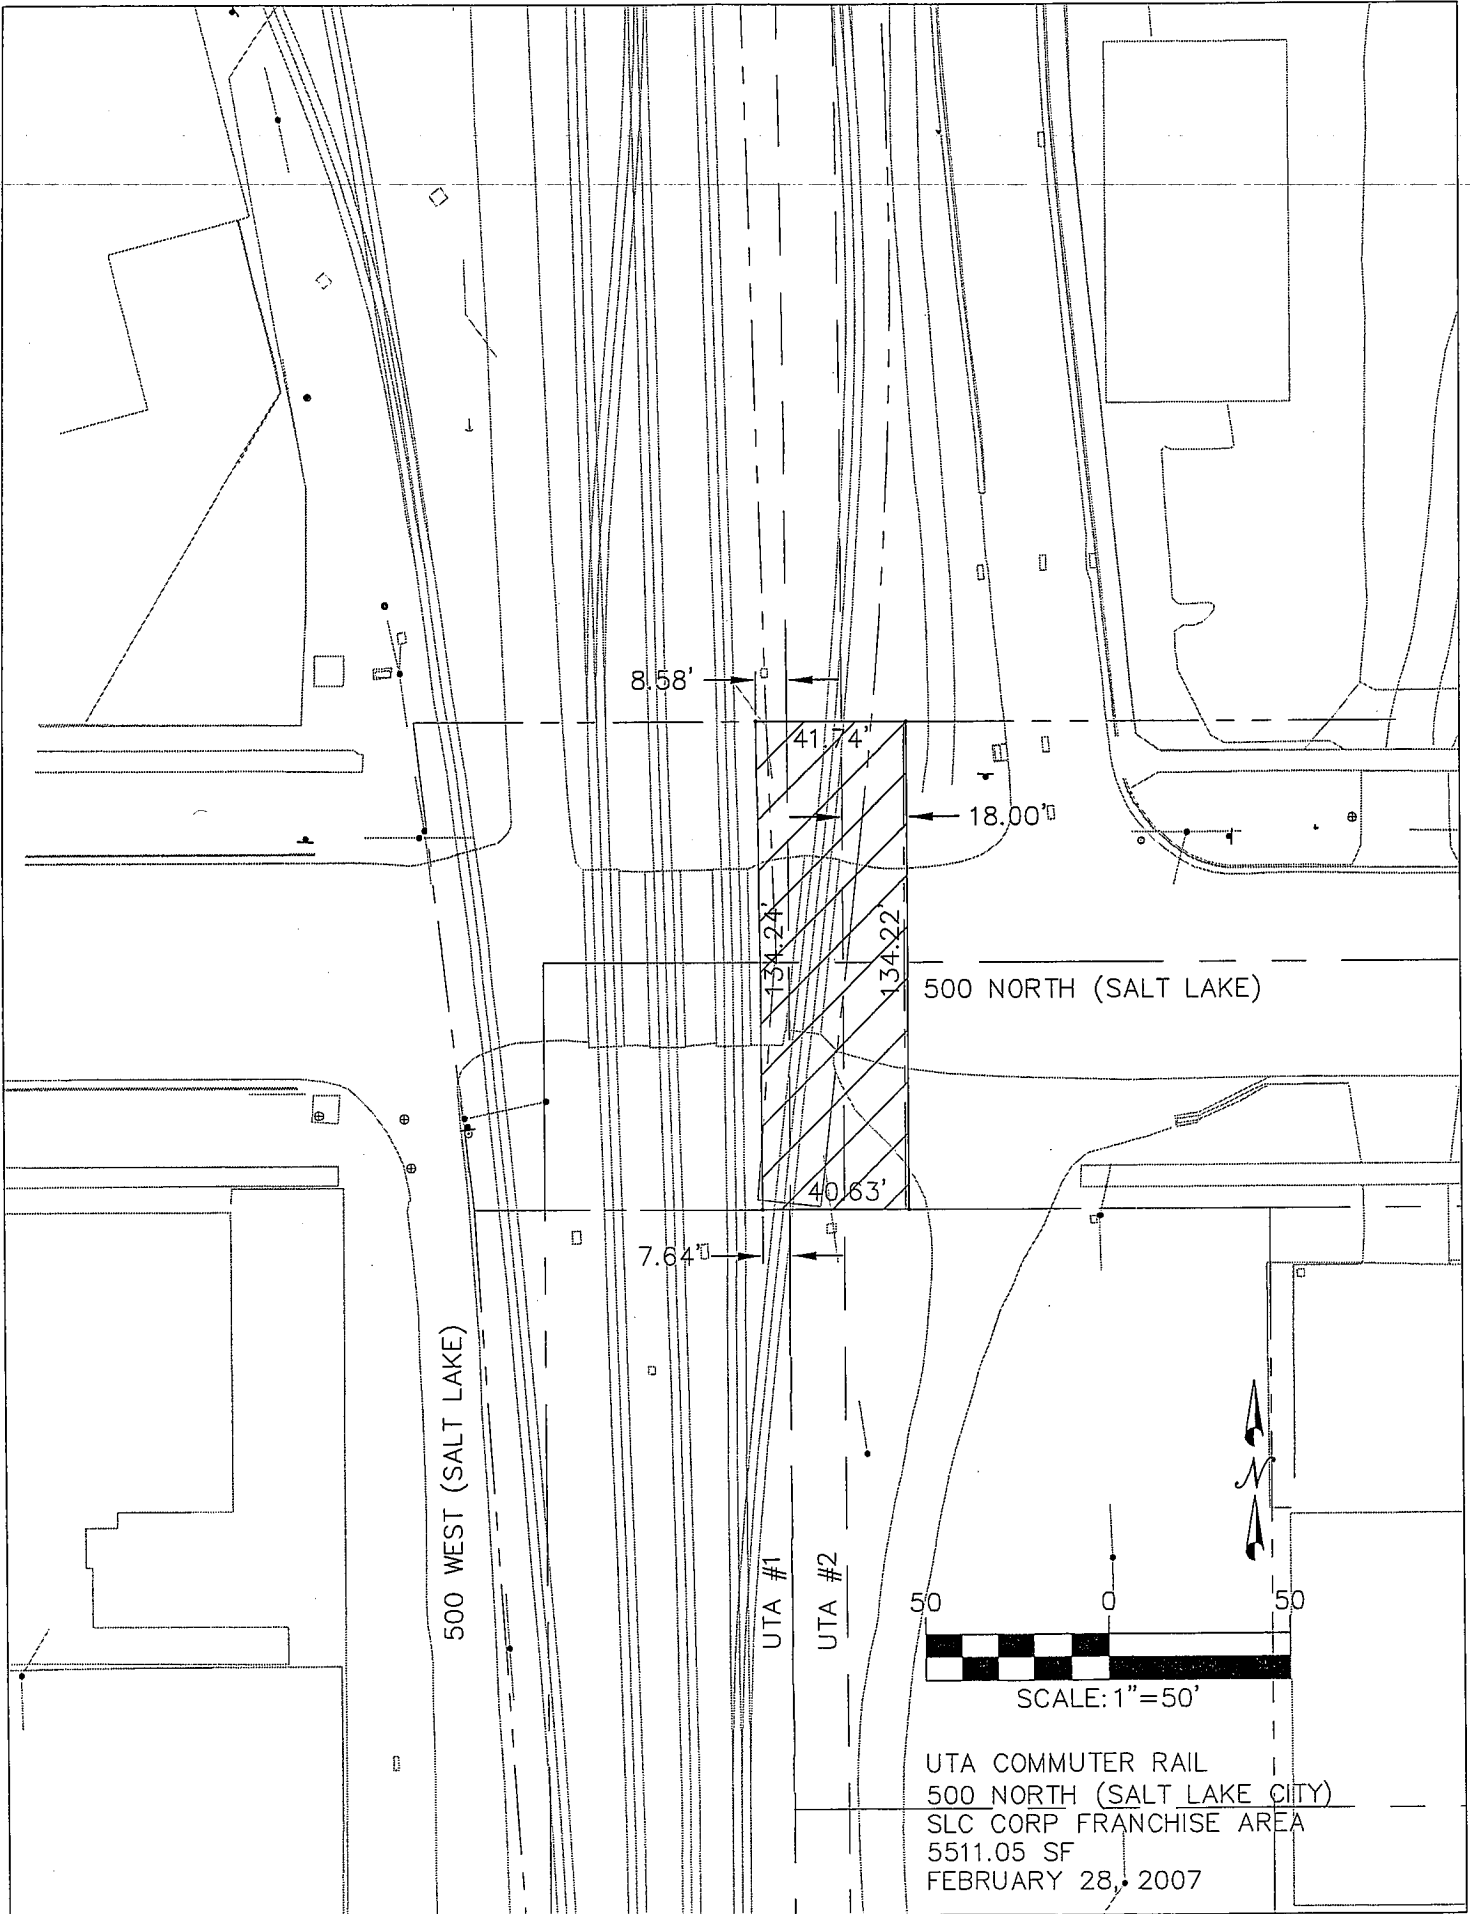 8.58'
41.74'
18.00'
134.24'
134.22'
500 NORTH (SALT LAKE)
40.63'
7.64'
500 WEST (SALT LAKE)
UTA #1
UTA #2
N
50 0 50
SCALE: 1"=50'
UTA COMMUTER RAIL
500 NORTH (SALT LAKE CITY)
SLC CORP FRANCHISE AREA
5511.05 SF
FEBRUARY 28, 2007